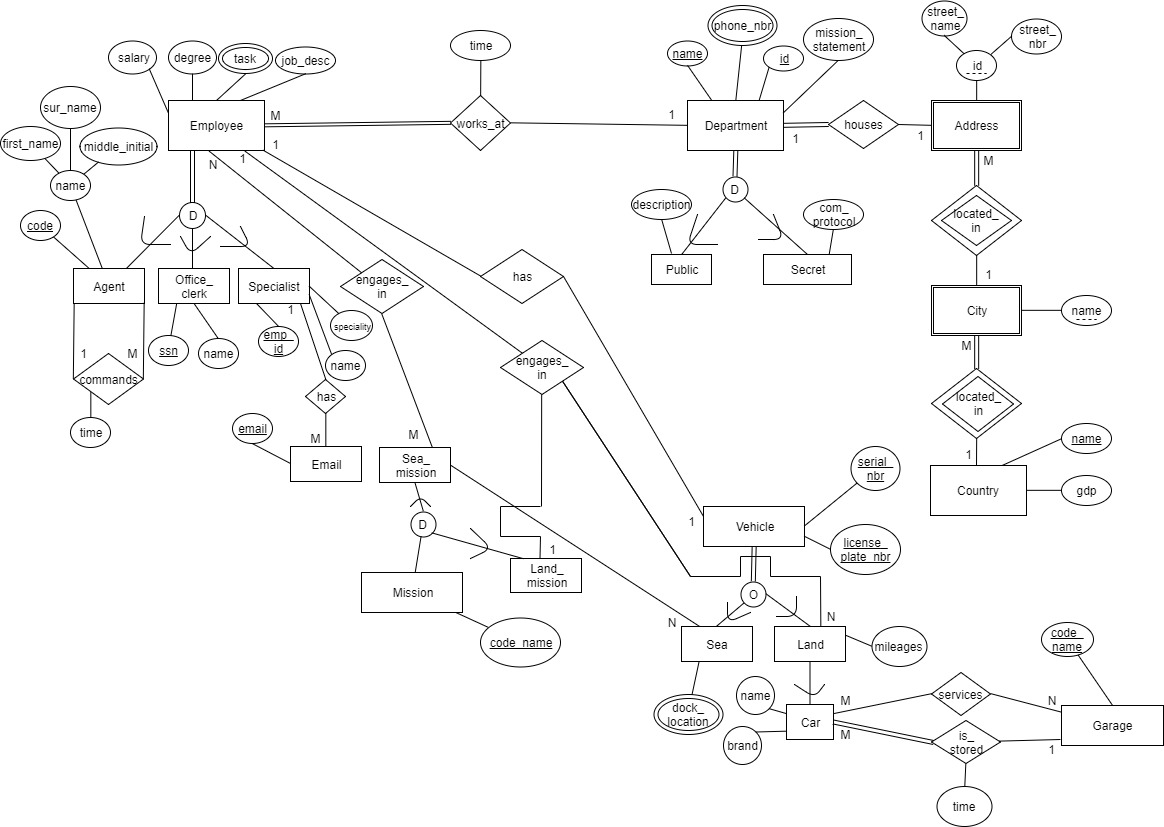 street_
name
street_
nbr
phone_nbr
mission_
statement
time
salary
degree
task
job_desc
name
id
id
sur_name
Employee
M
works_at
1
Department
1
houses
1
Address
1
first_name
middle_initial
N
1
M
name
D
D
description
com_
protocol
code
located_
in
Agent
Office_
clerk
Specialist
engages_
in
has
Public
Secret
1
City
name
1
emp_
id
speciality
ssn
name
name
1
M
commands
engages_
in
M
has
located_
in
time
email
M
M
name
1
Email
Sea_
mission
serial_
nbr
Country
gdp
D
1
Vehicle
license_
plate_nbr
1
Land_
mission
Mission
O
code_name
N
N
Sea
Land
mileages
code_
name
name
M
services
N
dock_
location
Car
Garage
brand
M
is_
stored
1
time